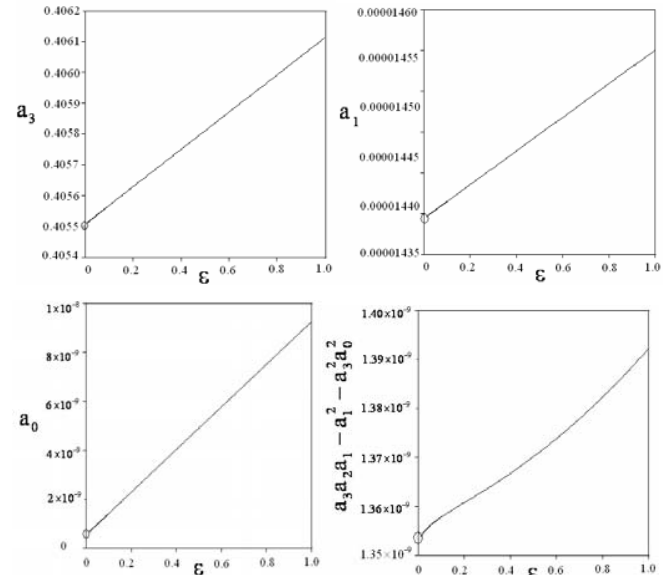 0.4062
0.4061
0.4060
0.4059
0.4058
0.4057
0.4056
0.4055
0.4054
a₃
0 0.2 0.4 0.6 0.8 1.0
ε
0.00001460
0.00001455
0.00001450
0.00001445
0.00001440
0.00001435
a₁
0 0.2 0.4 0.6 0.8 1.0
ε
1×10⁻⁸
8×10⁻⁹
6×10⁻⁹
4×10⁻⁹
2×10⁻⁹
0
a₀
0 0.2 0.4 0.6 0.8 1.0
ε
1.40×10⁻⁹
1.39×10⁻⁹
1.38×10⁻⁹
1.37×10⁻⁹
1.36×10⁻⁹
1.35×10⁻⁹
a₃a₂a₁ − a₁² − a₃²a₀²
0 0.2 0.4 0.6 0.8 1.0
ε